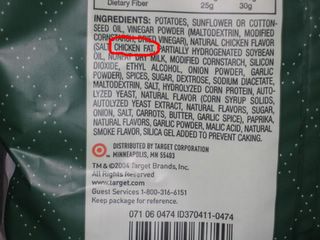 Dietary Fiber
25g 30g
INGREDIENTS: POTATOES, SUNFLOWER OR COTTON-
SEED OIL, VINEGAR POWDER (MALTODEXTRIN, MODIFIED
CORNSTARCH, DRIED VINEGAR), NATURAL CHICKEN FLAVOR
(SALT, CHICKEN FAT, PARTIALLY HYDROGENATED SOYBEAN
OIL, NONFAT DRY MILK, MODIFIED CORNSTARCH, SILICON
DIOXIDE, ETHYL ALCOHOL, ONION POWDER, GARLIC
POWDER), SPICES, SUGAR, DEXTROSE, SODIUM DIACETATE,
MALTODEXTRIN, SALT, HYDROLYZED CORN PROTEIN, AUTO-
LYZED YEAST, NATURAL FLAVOR (CORN SYRUP SOLIDS,
AUTOLYZED YEAST EXTRACT, NATURAL FLAVORS, SUGAR,
ONION, SALT, CARROTS, BUTTER, GARLIC, SPICE), PAPRIKA,
NATURAL FLAVORS, GARLIC POWDER, MALIC ACID, NATURAL
SMOKE FLAVOR, SILICA GEL ADDED TO PREVENT CAKING.
DISTRIBUTED BY TARGET CORPORATION
MINNEAPOLIS, MN 55403
TM & ©2004 Target Brands, Inc.
All Rights Reserved
www.target.com
Guest Services 1-800-316-6151
Keep package for reference.
071 06 0474 ID370411-0474